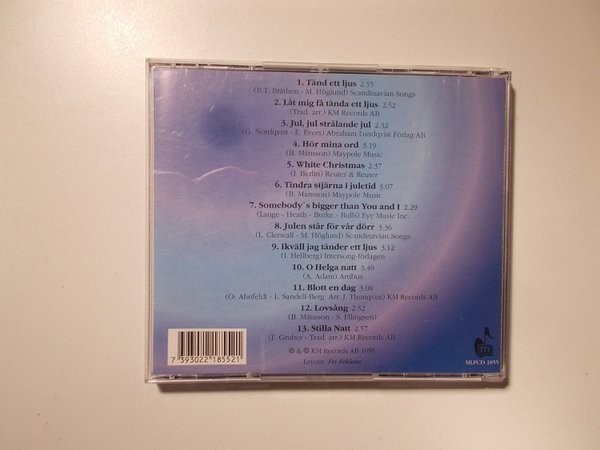 1. Tänd ett ljus 2.55
(B.T. Bråthen - M. Höglund) Scandinavian Songs
2. Låt mig få tända ett ljus 2.52
(Trad. arr.) KM Records AB
3. Jul, jul strålande jul 2.32
(G. Nordqvist - E. Evers) Abraham Lundqvist Förlag AB
4. Hör mina ord 3.19
(B. Månsson) Maypole Music
5. White Christmas 2.37
(I. Berlin) Reuter & Reuter
6. Tindra stjärna i juletid 3.07
(B. Månsson) Maypole Music
7. Somebody´s bigger than You and I 2.29
(Lange - Heath - Burke - Bulls) Eye Music Inc.
8. Julen står för vår dörr 3.36
(L. Clerwall - M. Höglund) Scandinavian Songs
9. Ikväll jag tänder ett ljus 3.12
(I. Heilberg) Intersong-förlagen
10. O Helga natt 3.49
(A. Adam) Artibus
11. Blott en dag 3.08
(O. Ahnfeldt - L. Sandell-Berg Arr. J. Thunqvist) KM Records AB
12. Lovsång 2.52
(B. Månsson - S. Ellingsen)
13. Stilla Natt 2.57
(F. Gruber - Trad. arr.) KM Records AB
℗ & © KM Records AB 1995
Layout: Fri Reklam
7 393022 185521
m
MLPCD 1855